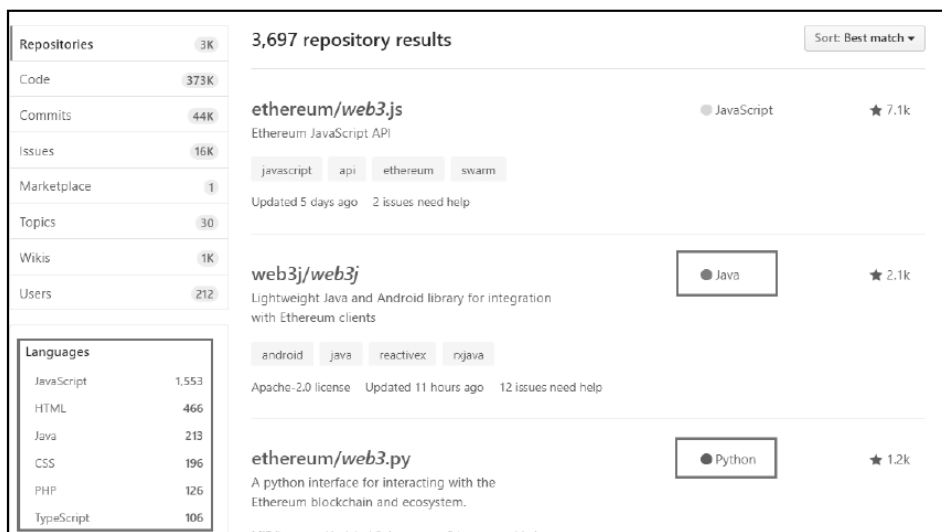 Repositories 3K
Code 373K
Commits 44K
Issues 16K
Marketplace 1
Topics 30
Wikis 1K
Users 212
Languages
JavaScript 1,553
HTML 466
Java 213
CSS 196
PHP 126
TypeScript 106
3,697 repository results
Sort: Best match
ethereum/web3.js JavaScript 7.1k
Ethereum JavaScript API
javascript api ethereum swarm
Updated 5 days ago 2 issues need help
web3j/web3j Java 2.1k
Lightweight Java and Android library for integration
with Ethereum clients
android java reactivex rxjava
Apache-2.0 license Updated 11 hours ago 12 issues need help
ethereum/web3.py Python 1.2k
A python interface for interacting with the
Ethereum blockchain and ecosystem.